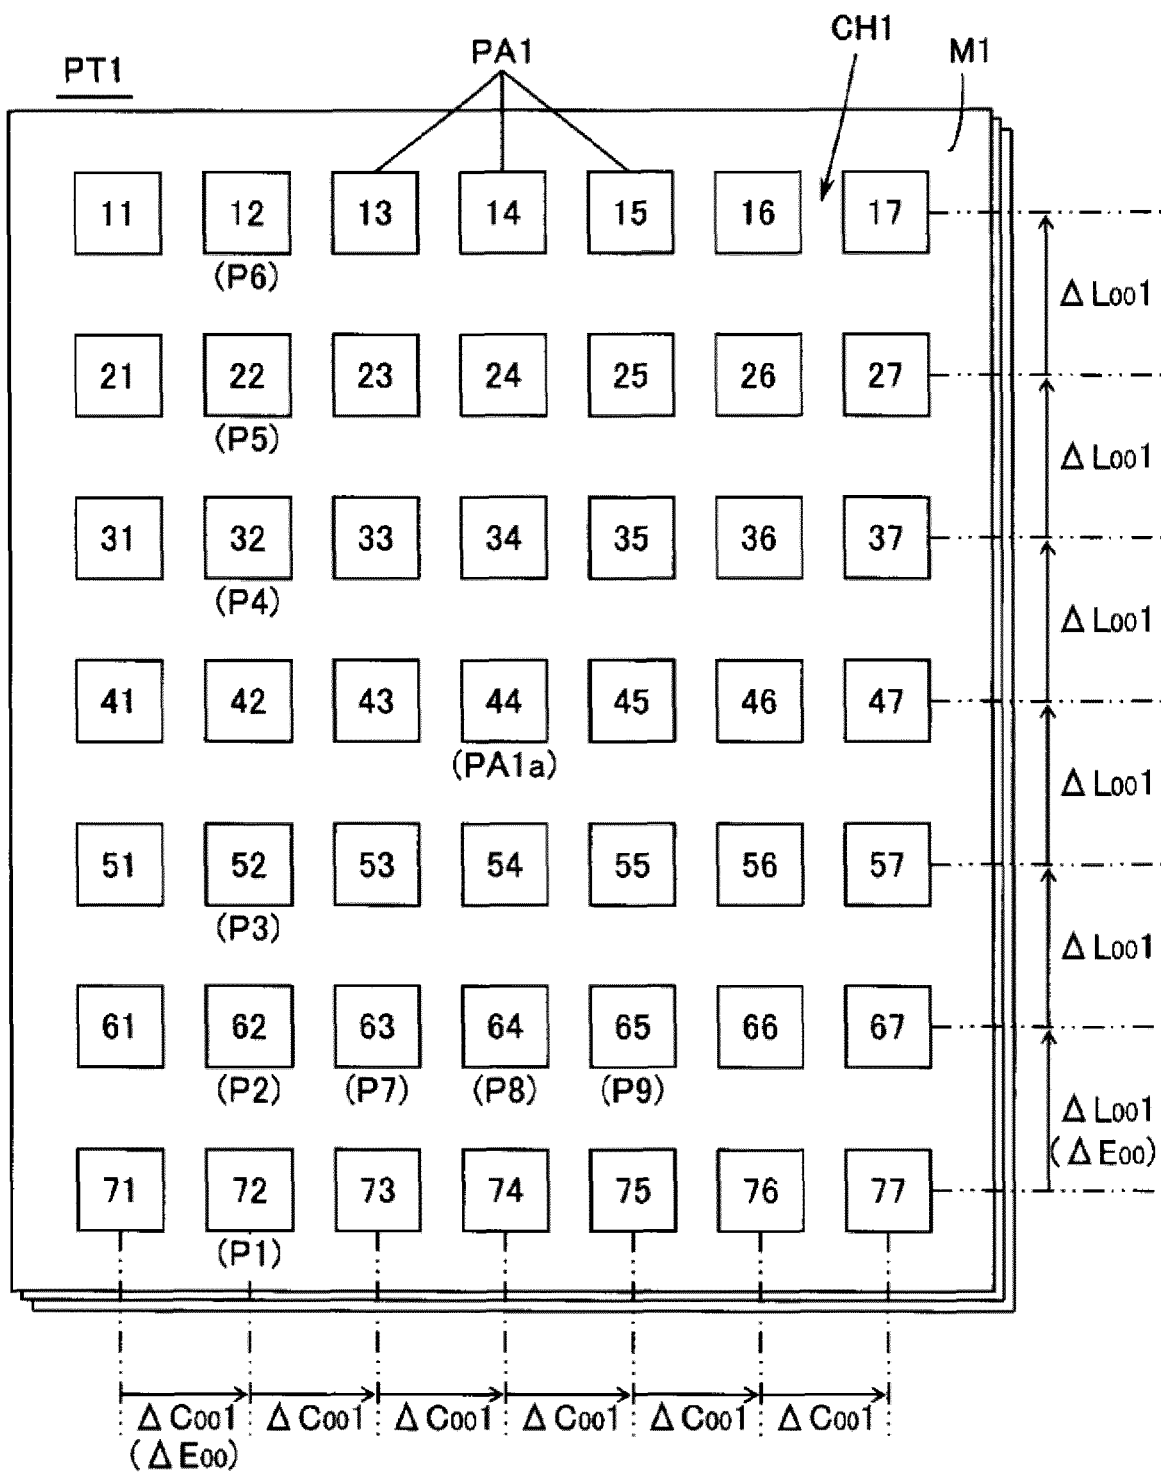 PT1 PA1 CH1 M1
11 12 13 14 15 16 17
(P6)
ΔL001
21 22 23 24 25 26 27
(P5)
ΔL001
31 32 33 34 35 36 37
(P4)
ΔL001
41 42 43 44 45 46 47
(PA1a)
ΔL001
51 52 53 54 55 56 57
(P3)
ΔL001
61 62 63 64 65 66 67
(P2) (P7) (P8) (P9)
ΔL001
(ΔE00)
71 72 73 74 75 76 77
(P1)
ΔC001 ΔC001 ΔC001 ΔC001 ΔC001 ΔC001
(ΔE00)